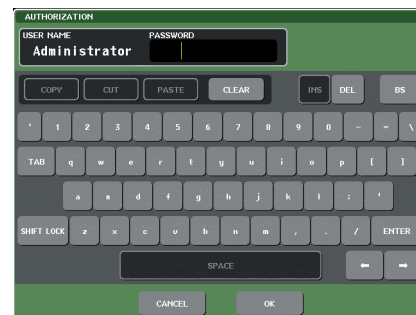 AUTHORIZATION
USER NAME PASSWORD
Administrator
COPY CUT PASTE CLEAR INS DEL BS
` 1 2 3 4 5 6 7 8 9 0 - = \
TAB q w e r t y u i o p [ ]
a s d f g h j k l ; '
SHIFT LOCK z x c v b n m , . / ENTER
SPACE ← →
CANCEL OK